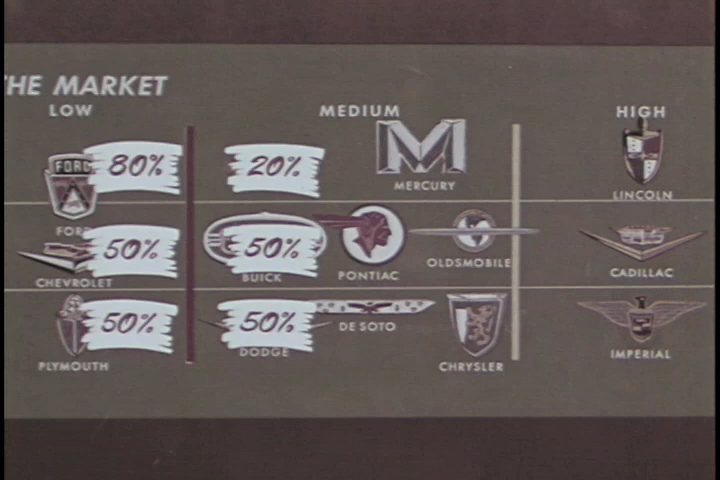 THE MARKET
LOW MEDIUM HIGH
FORD 80% 20% M
MERCURY LINCOLN
FORD
50% 50%
CHEVROLET BUICK PONTIAC OLDSMOBILE CADILLAC
50% 50%
DE SOTO
PLYMOUTH DODGE CHRYSLER IMPERIAL